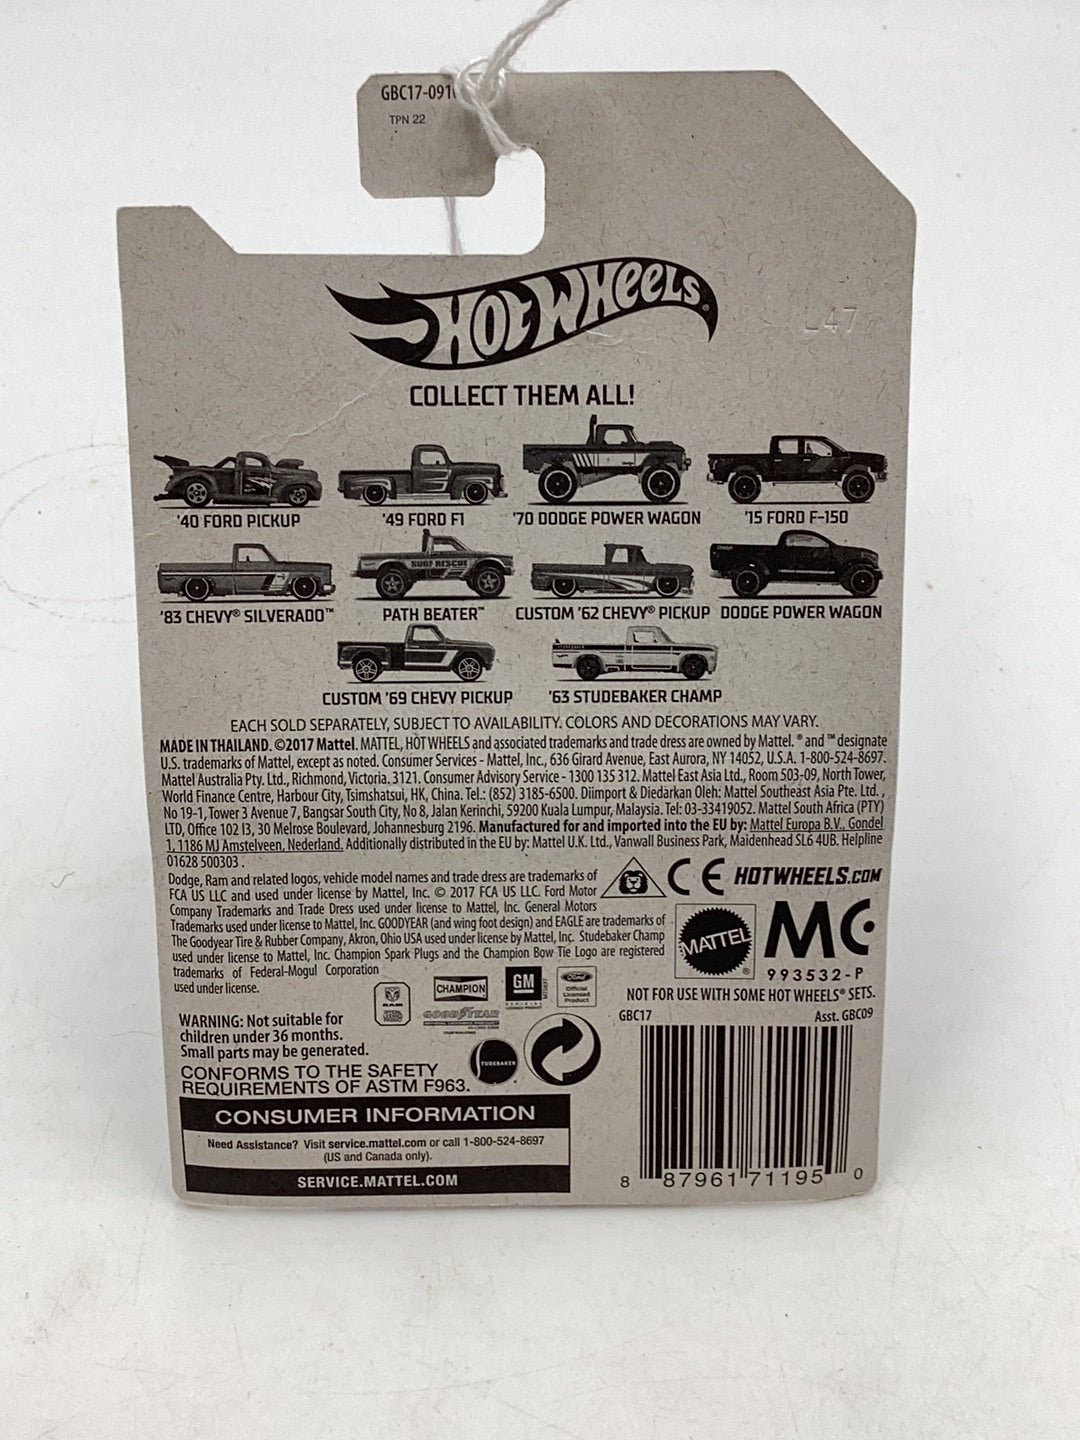 GBC17-091
TPN 22
HOT WHEELS
L47
COLLECT THEM ALL!
'40 FORD PICKUP
'49 FORD F1
'70 DODGE POWER WAGON
'15 FORD F-150
SURF RESCUE
'83 CHEVY® SILVERADO™
PATH BEATER™
CUSTOM '62 CHEVY® PICKUP
DODGE POWER WAGON
CUSTOM '69 CHEVY PICKUP
'63 STUDEBAKER CHAMP
EACH SOLD SEPARATELY, SUBJECT TO AVAILABILITY. COLORS AND DECORATIONS MAY VARY.
MADE IN THAILAND. ©2017 Mattel. MATTEL, HOT WHEELS and associated trademarks and trade dress are owned by Mattel. ® and ™ designate
U.S. trademarks of Mattel, except as noted. Consumer Services - Mattel, Inc., 636 Girard Avenue, East Aurora, NY 14052, U.S.A. 1-800-524-8697.
Mattel Australia Pty. Ltd., Richmond, Victoria. 3121. Consumer Advisory Service - 1300 135 312. Mattel East Asia Ltd., Room 503-09, North Tower,
World Finance Centre, Harbour City, Tsimshatsui, HK, China. Tel.: (852) 3185-6500. Diimport & Diedarkan Oleh: Mattel Southeast Asia Pte. Ltd. ,
No 19-1, Tower 3 Avenue 7, Bangsar South City, No 8, Jalan Kerinchi, 59200 Kuala Lumpur, Malaysia. Tel: 03-33419052. Mattel South Africa (PTY)
LTD, Office 102 I3, 30 Melrose Boulevard, Johannesburg 2196. Manufactured for and imported into the EU by: Mattel Europa B.V., Gondel
1, 1186 MJ Amstelveen, Nederland. Additionally distributed in the EU by: Mattel U.K. Ltd., Vanwall Business Park, Maidenhead SL6 4UB. Helpline
01628 500303 .
Dodge, Ram and related logos, vehicle model names and trade dress are trademarks of
FCA US LLC and used under license by Mattel, Inc. © 2017 FCA US LLC. Ford Motor
Company Trademarks and Trade Dress used under license to Mattel, Inc. General Motors
Trademarks used under license to Mattel, Inc. GOODYEAR (and wing foot design) and EAGLE are trademarks of
The Goodyear Tire & Rubber Company, Akron, Ohio USA used under license by Mattel, Inc. Studebaker Champ
used under license to Mattel, Inc. Champion Spark Plugs and the Champion Bow Tie Logo are registered
trademarks of Federal-Mogul Corporation
used under license.
CE HOTWHEELS.COM
MATTEL®
MC
993532-P
RAM
CHAMPION
GOODYEAR
GM
Ford
Official
Licensed
Product
STUDEBAKER
NOT FOR USE WITH SOME HOT WHEELS® SETS.
GBC17
Asst. GBC09
WARNING: Not suitable for
children under 36 months.
Small parts may be generated.
CONFORMS TO THE SAFETY
REQUIREMENTS OF ASTM F963.
CONSUMER INFORMATION
Need Assistance? Visit service.mattel.com or call 1-800-524-8697
(US and Canada only).
SERVICE.MATTEL.COM
8 87961 71195 0